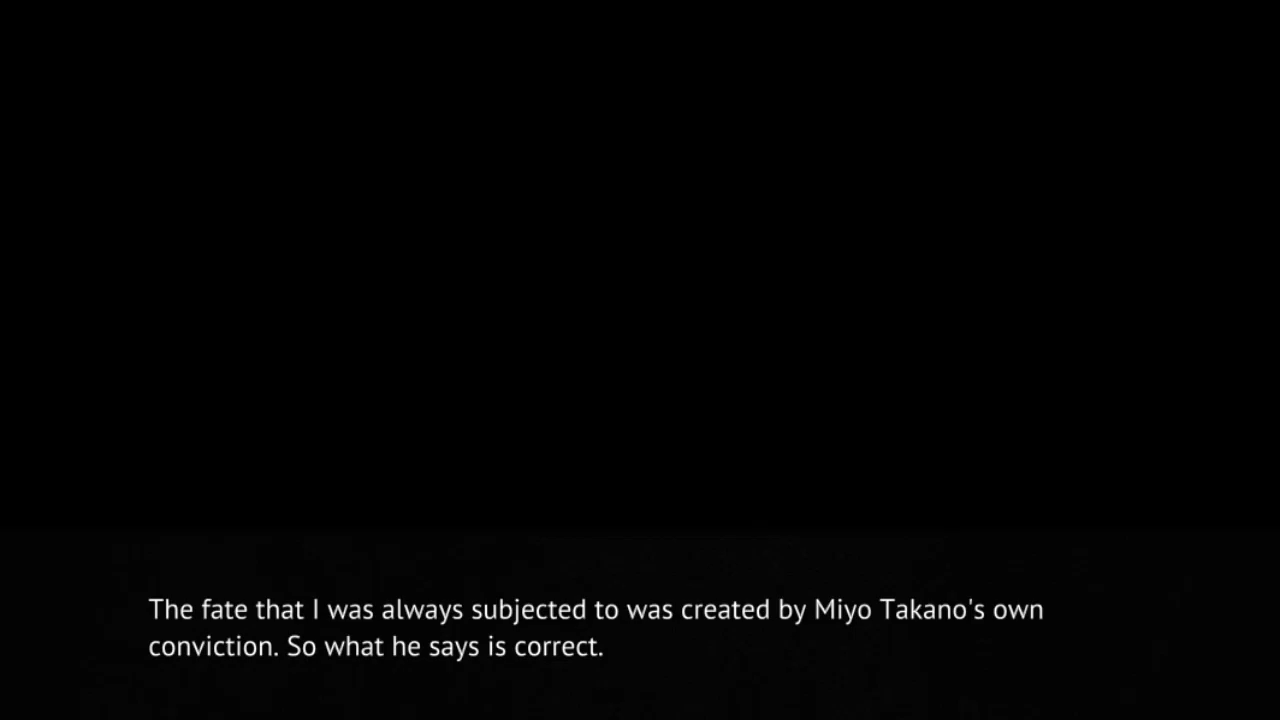 The fate that I was always subjected to was created by Miyo Takano's own
conviction. So what he says is correct.